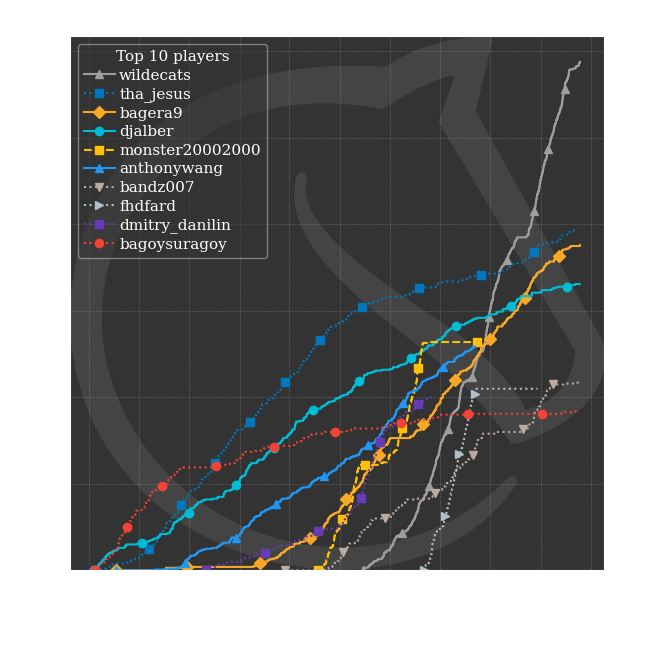 Top 10 players
wildecats
tha_jesus
bagera9
djalber
monster20002000
anthonywang
bandz007
fhdfard
dmitry_danilin
bagoysuragoy